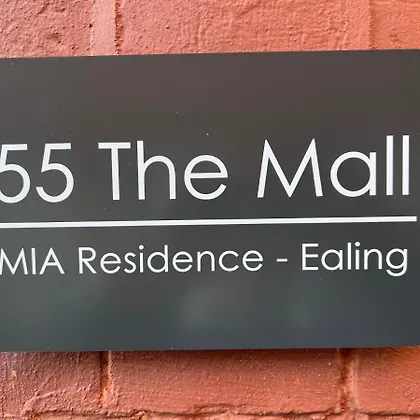 55 The Mall
MIA Residence - Ealing